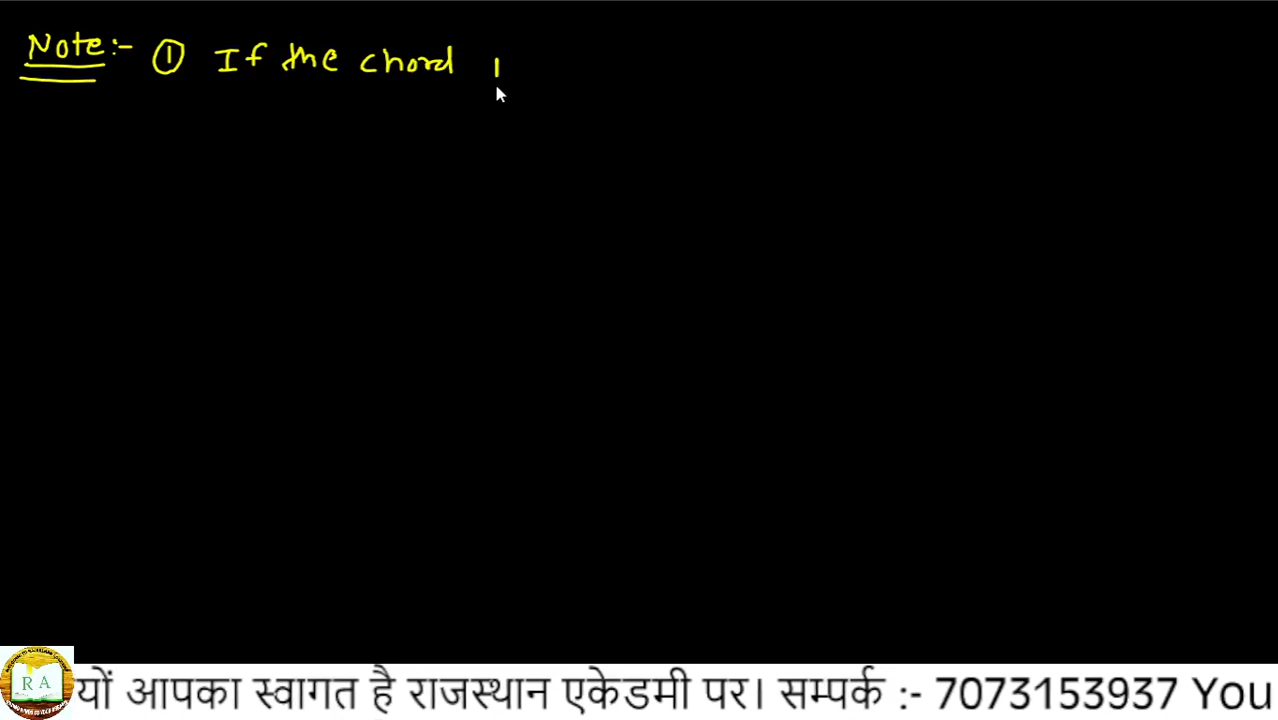 Note:- ① If the chord
यों आपका स्वागत है राजस्थान एकेडमी पर। सम्पर्क :- 7073153937 You
R A